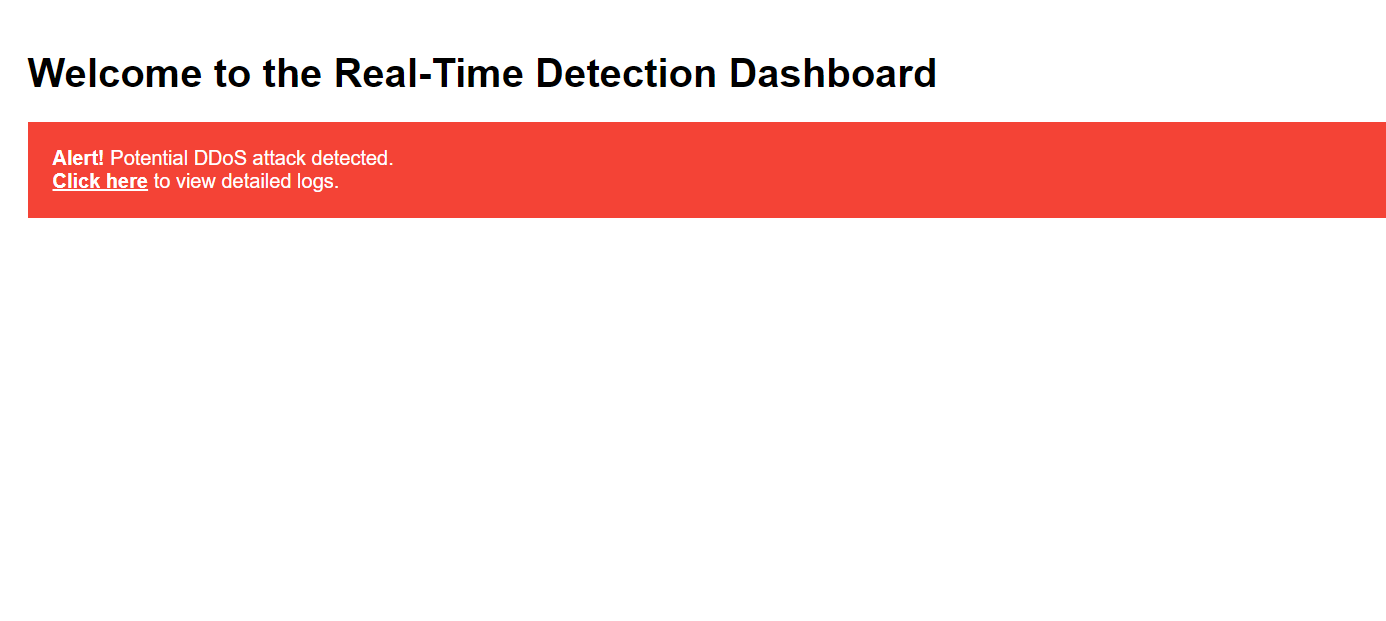 Welcome to the Real-Time Detection Dashboard
Alert! Potential DDoS attack detected.
Click here to view detailed logs.